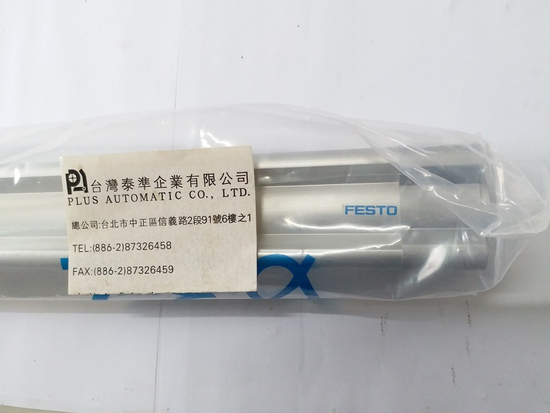 台灣泰準企業有限公司
PLUS AUTOMATIC CO., LTD.
總公司:台北市中正區信義路2段91號6樓之1
TEL:(886-2)87326458
FAX:(886-2)87326459
FESTO